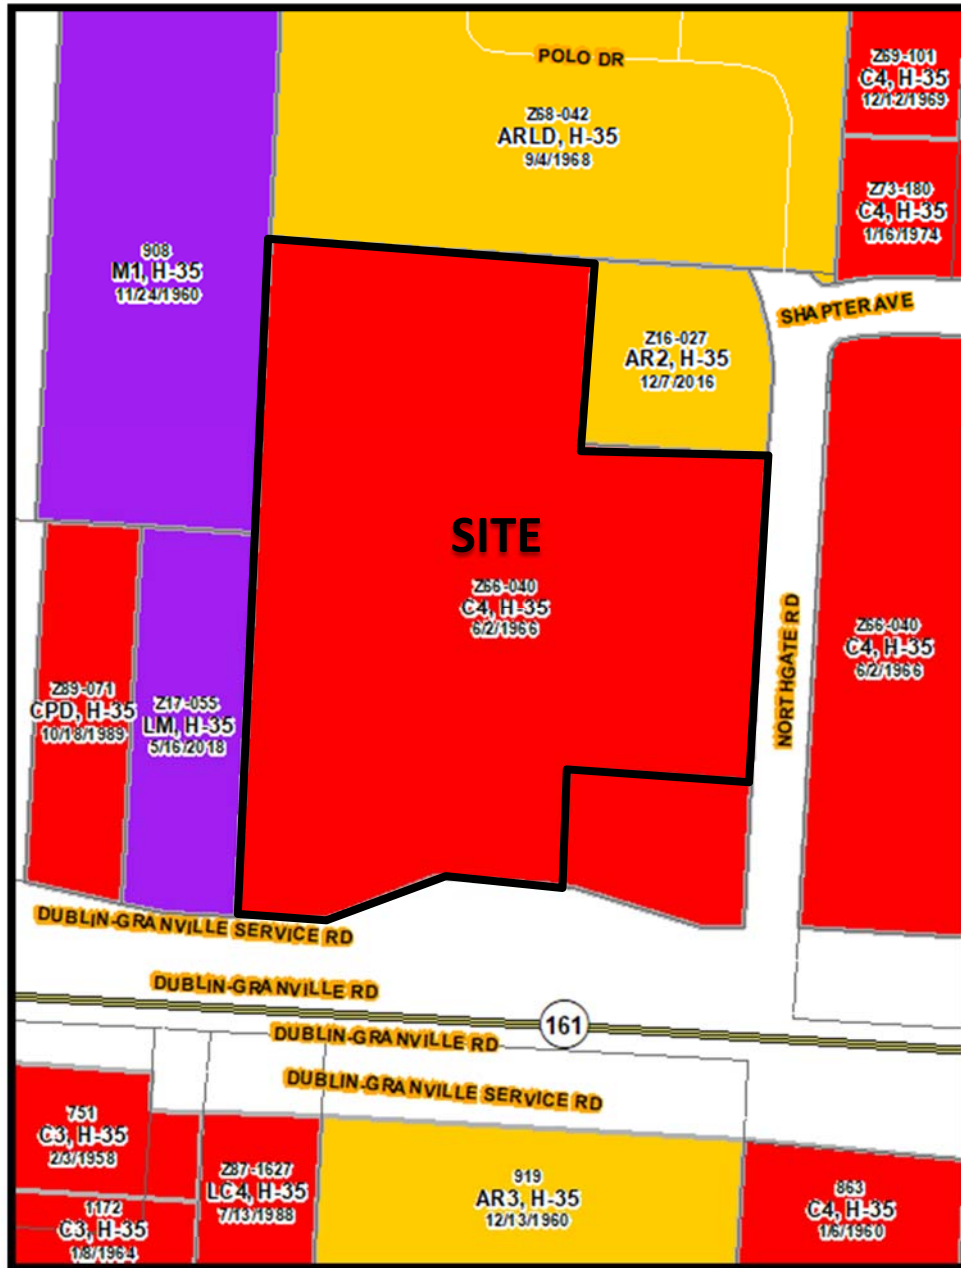 POLO DR
Z68-042
ARLD, H-35
9/4/1968
Z69-101
C4, H-35
12/12/1969
Z73-180
C4, H-35
1/16/1974
908
M1, H-35
11/24/1960
SHAPTER AVE
Z16-027
AR2, H-35
12/7/2016
SITE
Z66-040
C4, H-35
6/2/1966
NORTHGATE RD
Z66-040
C4, H-35
6/2/1966
Z89-071
CPD, H-35
10/18/1989
Z17-055
LM, H-35
5/16/2018
DUBLIN-GRANVILLE SERVICE RD
DUBLIN-GRANVILLE RD
161
DUBLIN-GRANVILLE RD
DUBLIN-GRANVILLE SERVICE RD
751
C3, H-35
2/3/1958
Z87-1627
LC4, H-35
7/13/1988
919
AR3, H-35
12/13/1960
863
C4, H-35
1/6/1960
1172
C3, H-35
1/8/1964